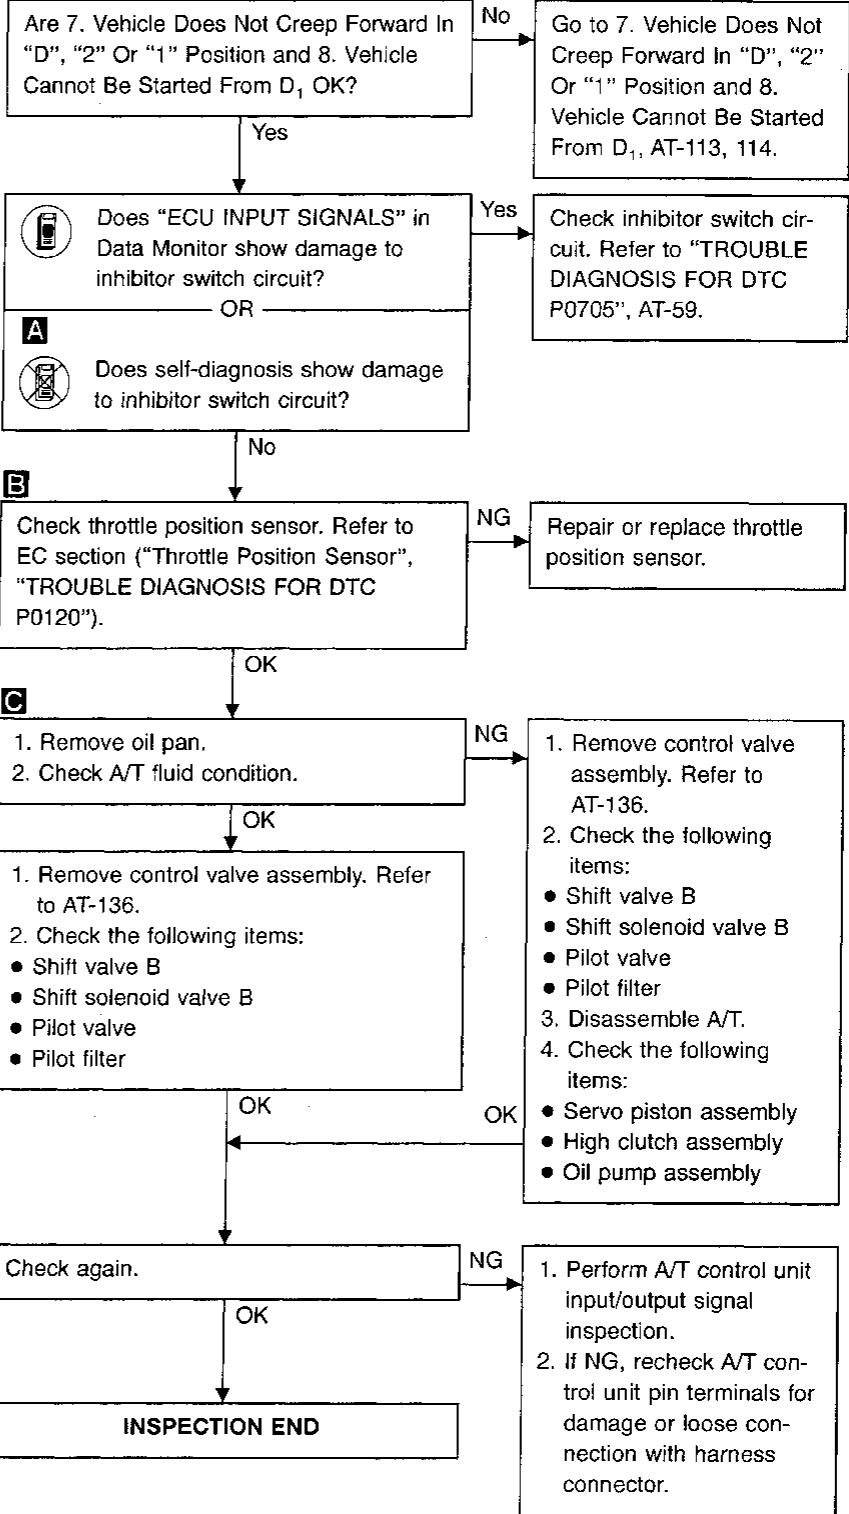 Are 7. Vehicle Does Not Creep Forward In
“D”, “2” Or “1” Position and 8. Vehicle
Cannot Be Started From D1 OK?
No
Go to 7. Vehicle Does Not
Creep Forward In “D”, “2”
Or “1” Position and 8.
Vehicle Cannot Be Started
From D1, AT-113, 114.
Yes
Does “ECU INPUT SIGNALS” in
Data Monitor show damage to
inhibitor switch circuit?
OR
A
Does self-diagnosis show damage
to inhibitor switch circuit?
Yes
Check inhibitor switch cir-
cuit. Refer to “TROUBLE
DIAGNOSIS FOR DTC
P0705”, AT-59.
No
B
Check throttle position sensor. Refer to
EC section (“Throttle Position Sensor”,
“TROUBLE DIAGNOSIS FOR DTC
P0120”).
NG
Repair or replace throttle
position sensor.
OK
C
1. Remove oil pan.
2. Check A/T fluid condition.
NG
1. Remove control valve
assembly. Refer to
AT-136.
2. Check the following
items:
● Shift valve B
● Shift solenoid valve B
● Pilot valve
● Pilot filter
3. Disassemble A/T.
4. Check the following
items:
● Servo piston assembly
● High clutch assembly
● Oil pump assembly
OK
1. Remove control valve assembly. Refer
to AT-136.
2. Check the following items:
● Shift valve B
● Shift solenoid valve B
● Pilot valve
● Pilot filter
OK
OK
Check again.
NG
1. Perform A/T control unit
input/output signal
inspection.
2. If NG, recheck A/T con-
trol unit pin terminals for
damage or loose con-
nection with harness
connector.
OK
INSPECTION END